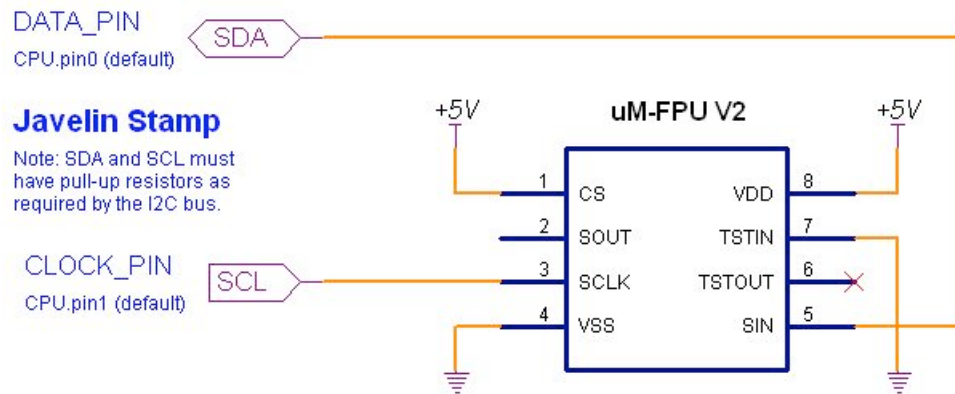 DATA_PIN
CPU.pin0 (default)
SDA
Javelin Stamp
Note: SDA and SCL must
have pull-up resistors as
required by the I2C bus.
CLOCK_PIN
CPU.pin1 (default)
SCL
+5V
uM-FPU V2
+5V
1 CS VDD 8
2 SOUT TSTIN 7
3 SCLK TSTOUT 6
4 VSS SIN 5